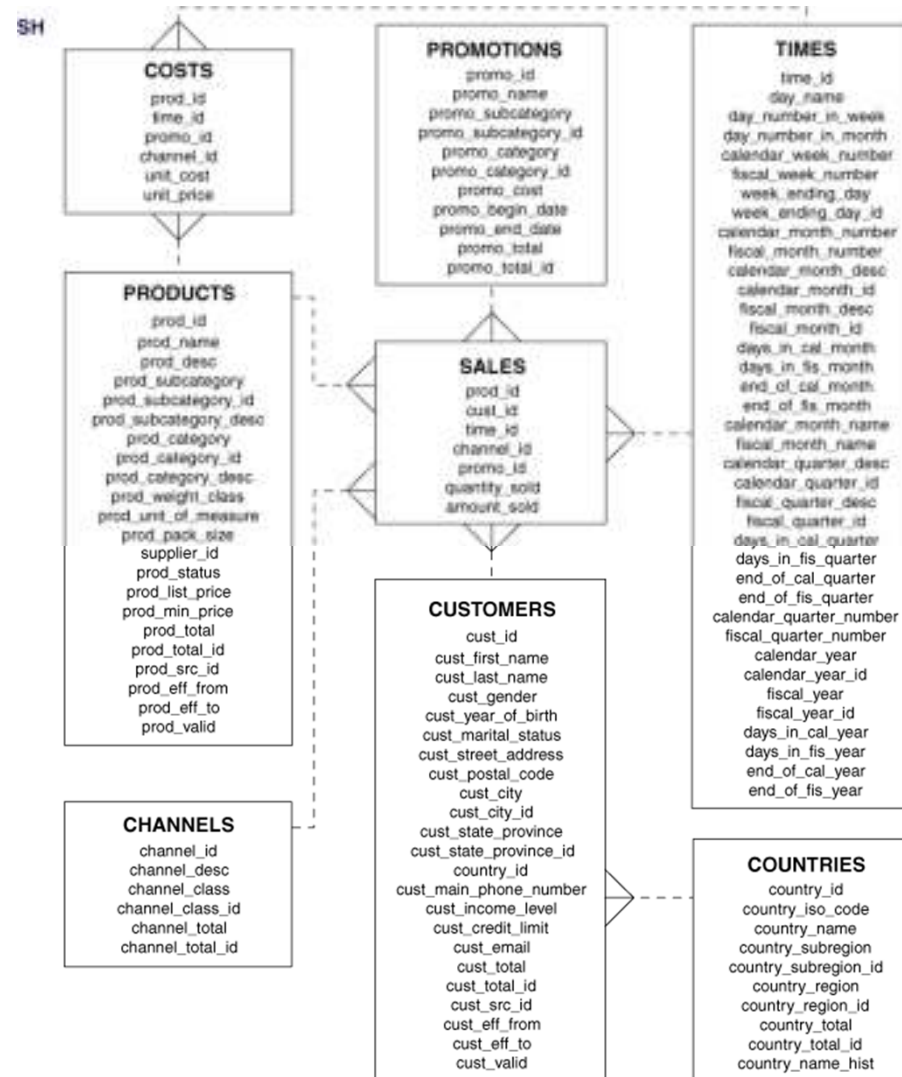 SH
COSTS
prod_id
time_id
promo_id
channel_id
unit_cost
unit_price
PRODUCTS
prod_id
prod_name
prod_desc
prod_subcategory
prod_subcategory_id
prod_subcategory_desc
prod_category
prod_category_id
prod_category_desc
prod_weight_class
prod_unit_of_measure
prod_pack_size
supplier_id
prod_status
prod_list_price
prod_min_price
prod_total
prod_total_id
prod_src_id
prod_eff_from
prod_eff_to
prod_valid
CHANNELS
channel_id
channel_desc
channel_class
channel_class_id
channel_total
channel_total_id
PROMOTIONS
promo_id
promo_name
promo_subcategory
promo_subcategory_id
promo_category
promo_category_id
promo_cost
promo_begin_date
promo_end_date
promo_total
promo_total_id
SALES
prod_id
cust_id
time_id
channel_id
promo_id
quantity_sold
amount_sold
CUSTOMERS
cust_id
cust_first_name
cust_last_name
cust_gender
cust_year_of_birth
cust_marital_status
cust_street_address
cust_postal_code
cust_city
cust_city_id
cust_state_province
cust_state_province_id
country_id
cust_main_phone_number
cust_income_level
cust_credit_limit
cust_email
cust_total
cust_total_id
cust_src_id
cust_eff_from
cust_eff_to
cust_valid
TIMES
time_id
day_name
day_number_in_week
day_number_in_month
calendar_week_number
fiscal_week_number
week_ending_day
week_ending_day_id
calendar_month_number
fiscal_month_number
calendar_month_desc
calendar_month_id
fiscal_month_desc
fiscal_month_id
days_in_cal_month
days_in_fis_month
end_of_cal_month
end_of_fis_month
calendar_month_name
fiscal_month_name
calendar_quarter_desc
calendar_quarter_id
fiscal_quarter_desc
fiscal_quarter_id
days_in_cal_quarter
days_in_fis_quarter
end_of_cal_quarter
end_of_fis_quarter
calendar_quarter_number
fiscal_quarter_number
calendar_year
calendar_year_id
fiscal_year
fiscal_year_id
days_in_cal_year
days_in_fis_year
end_of_cal_year
end_of_fis_year
COUNTRIES
country_id
country_iso_code
country_name
country_subregion
country_subregion_id
country_region
country_region_id
country_total
country_total_id
country_name_hist